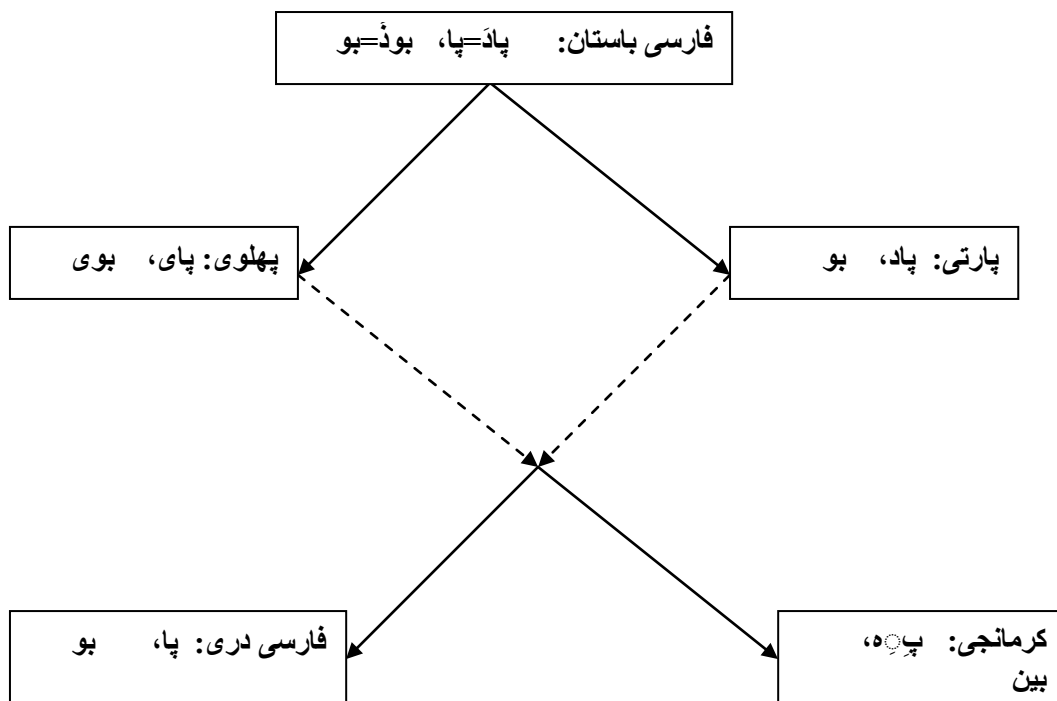 فارسی باستان: پادَ=پا، بوذَ=بو
پارتی: پاد، بو
پهلوی: پای، بوی
کرمانجی: پِِه،
بین
فارسی دری: پا، بو